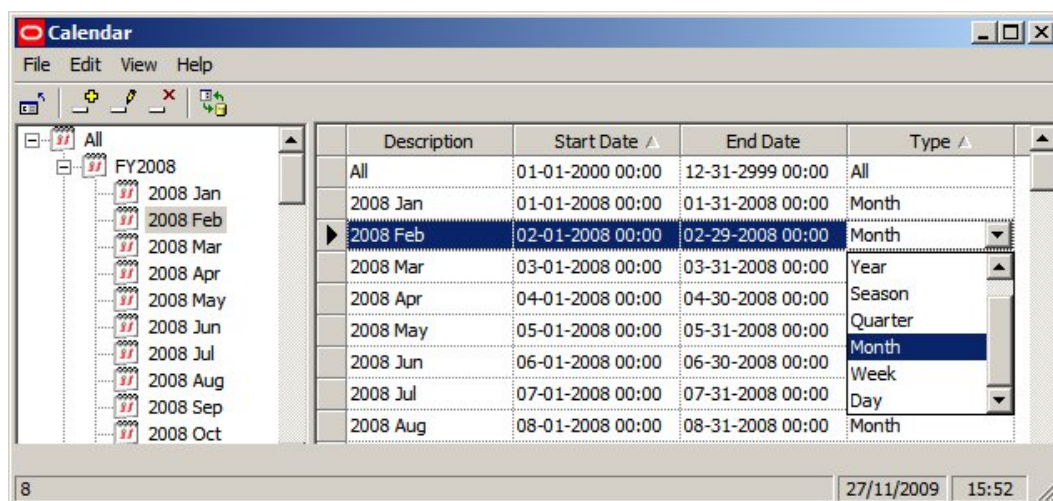 Calendar
File Edit View Help
All
FY2008
2008 Jan
2008 Feb
2008 Mar
2008 Apr
2008 May
2008 Jun
2008 Jul
2008 Aug
2008 Sep
2008 Oct
Description Start Date End Date Type
All 01-01-2000 00:00 12-31-2999 00:00 All
2008 Jan 01-01-2008 00:00 01-31-2008 00:00 Month
2008 Feb 02-01-2008 00:00 02-29-2008 00:00 Month
2008 Mar 03-01-2008 00:00 03-31-2008 00:00
2008 Apr 04-01-2008 00:00 04-30-2008 00:00
2008 May 05-01-2008 00:00 05-31-2008 00:00
2008 Jun 06-01-2008 00:00 06-30-2008 00:00
2008 Jul 07-01-2008 00:00 07-31-2008 00:00
2008 Aug 08-01-2008 00:00 08-31-2008 00:00 Month
Year
Season
Quarter
Month
Week
Day
8 27/11/2009 15:52